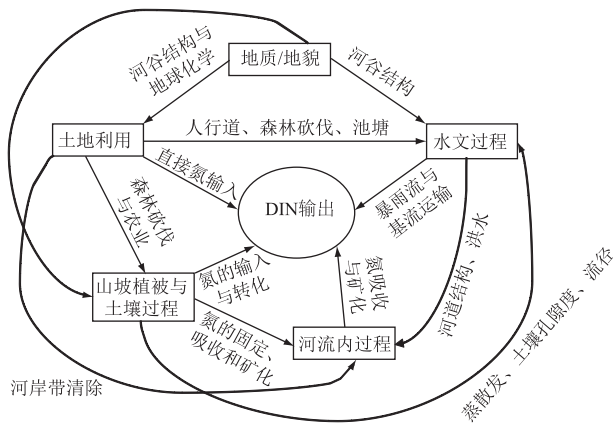 河谷结构与
地球化学
地质/地貌
河谷结构
土地利用
人行道、森林砍伐、池塘
水文过程
直接氮输入
DIN输出
暴雨流与
基流运输
森林砍伐
与农业
山坡植被与
土壤过程
氮的输入
与转化
氮吸收
与矿化
河道结构、洪水
氮的固定、
吸收和矿化
河流内过程
河岸带清除
蒸散发、土壤孔隙度、流径